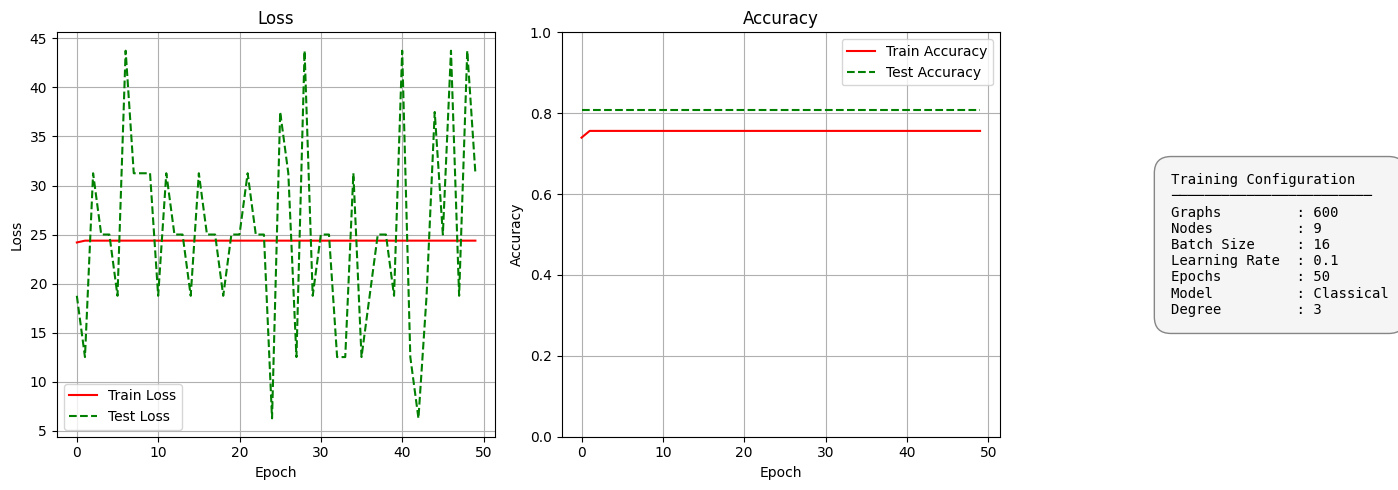 Loss
45
40
35
30
25
20
15
10
5
Loss
Train Loss
Test Loss
0 10 20 30 40 50
Epoch
Accuracy
1.0
0.8
0.6
0.4
0.2
0.0
Accuracy
Train Accuracy
Test Accuracy
0 10 20 30 40 50
Epoch
Training Configuration
Graphs : 600
Nodes : 9
Batch Size : 16
Learning Rate : 0.1
Epochs : 50
Model : Classical
Degree : 3